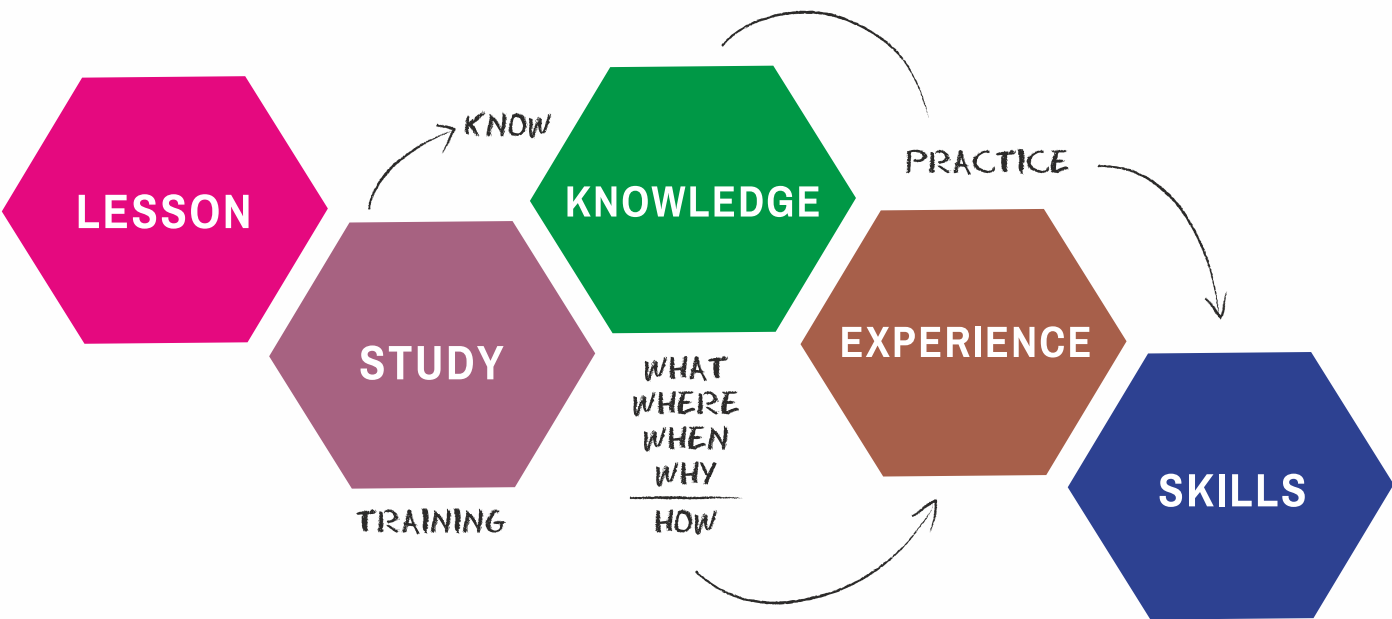 LESSON
STUDY
TRAINING
KNOW
KNOWLEDGE
WHAT
WHERE
WHEN
WHY
HOW
PRACTICE
EXPERIENCE
SKILLS